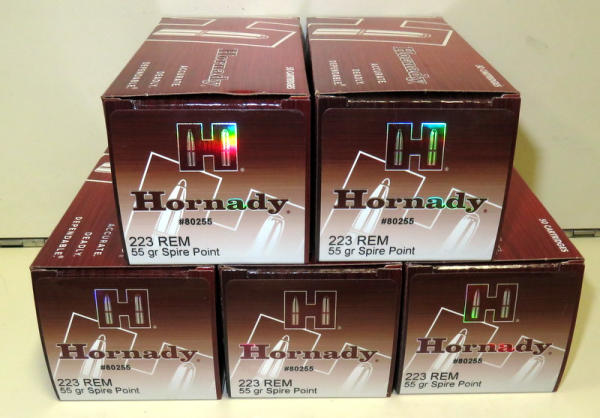 Hornady
ACCURATE
DEADLY
DEPENDABLE
50 CARTRIDGES
Hornady
ACCURATE
DEADLY
DEPENDABLE
50 CARTRIDGES
H
Hornady
#80255
223 REM
55 gr Spire Point
H
Hornady
#80255
223 REM
55 gr Spire Point
ACCURATE
DEADLY
DEPENDABLE
50 CARTRIDGES
H
Hornady
#80255
223 REM
55 gr Spire Point
H
Hornady
#80255
223 REM
55 gr Spire Point
H
Hornady
#80255
223 REM
55 gr Spire Point